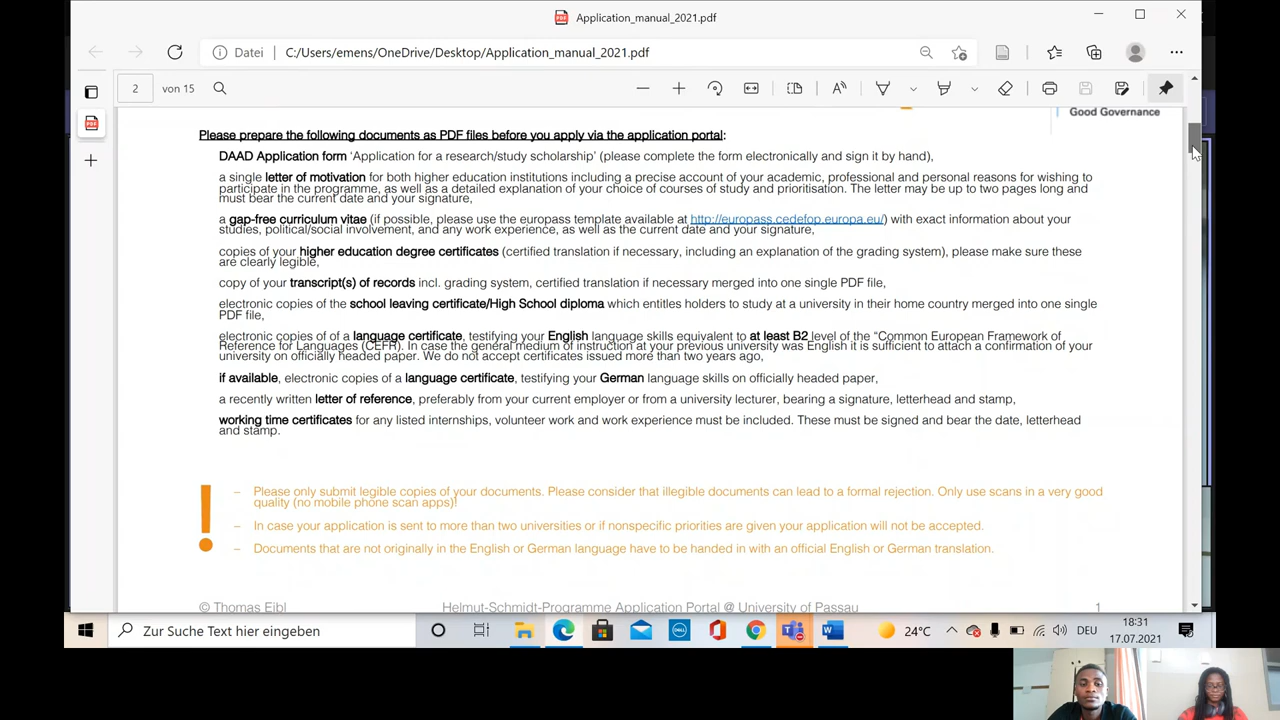 Application_manual_2021.pdf
Datei C:/Users/emens/OneDrive/Desktop/Application_manual_2021.pdf
2 von 15
Good Governance
Please prepare the following documents as PDF files before you apply via the application portal:
DAAD Application form 'Application for a research/study scholarship' (please complete the form electronically and sign it by hand),
a single letter of motivation for both higher education institutions including a precise account of your academic, professional and personal reasons for wishing to
participate in the programme, as well as a detailed explanation of your choice of courses of study and prioritisation. The letter may be up to two pages long and
must bear the current date and your signature,
a gap-free curriculum vitae (if possible, please use the europass template available at http://europass.cedefop.europa.eu/) with exact information about your
studies, political/social involvement, and any work experience, as well as the current date and your signature,
copies of your higher education degree certificates (certified translation if necessary, including an explanation of the grading system), please make sure these
are clearly legible,
copy of your transcript(s) of records incl. grading system, certified translation if necessary merged into one single PDF file,
electronic copies of the school leaving certificate/High School diploma which entitles holders to study at a university in their home country merged into one single
PDF file,
electronic copies of of a language certificate, testifying your English language skills equivalent to at least B2 level of the "Common European Framework of
Reference for Languages (CEFR). In case the general medium of instruction at your previous university was English it is sufficient to attach a confirmation of your
university on officially headed paper. We do not accept certificates issued more than two years ago,
if available, electronic copies of a language certificate, testifying your German language skills on officially headed paper,
a recently written letter of reference, preferably from your current employer or from a university lecturer, bearing a signature, letterhead and stamp,
working time certificates for any listed internships, volunteer work and work experience must be included. These must be signed and bear the date, letterhead
and stamp.
! – Please only submit legible copies of your documents. Please consider that illegible documents can lead to a formal rejection. Only use scans in a very good
quality (no mobile phone scan apps)!
– In case your application is sent to more than two universities or if nonspecific priorities are given your application will not be accepted.
– Documents that are not originally in the English or German language have to be handed in with an official English or German translation.
© Thomas Eibl Helmut-Schmidt-Programme Application Portal @ University of Passau 1
Zur Suche Text hier eingeben
24°C DEU 18:31
17.07.2021